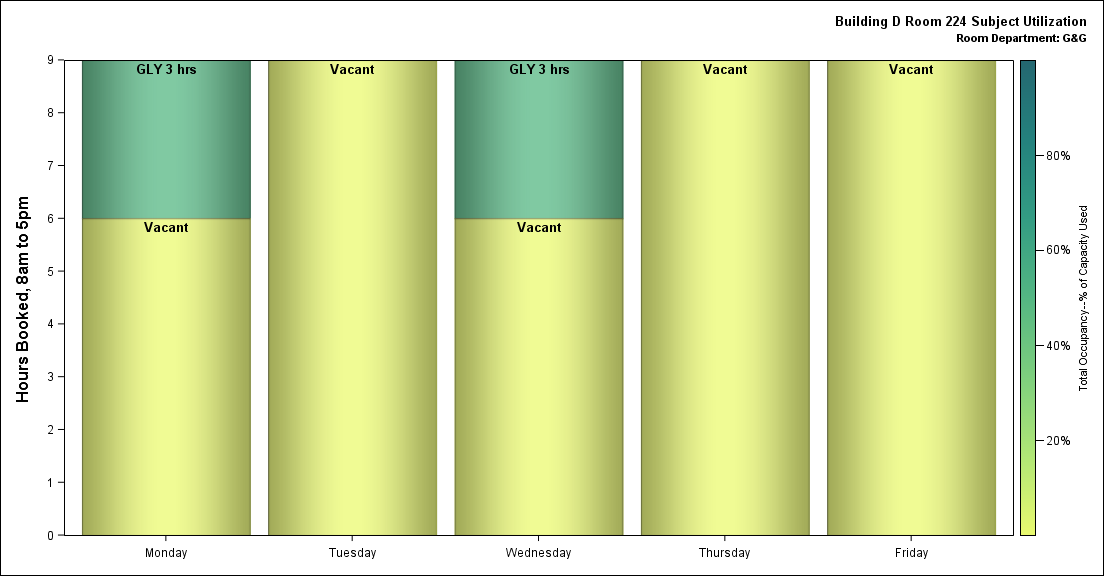 Building D Room 224 Subject Utilization
Room Department: G&G
Hours Booked, 8am to 5pm
9
8
7
6
5
4
3
2
1
0
GLY 3 hrs
Vacant
Vacant
GLY 3 hrs
Vacant
Vacant
Vacant
Monday
Tuesday
Wednesday
Thursday
Friday
80%
60%
40%
20%
Total Occupancy--% of Capacity Used